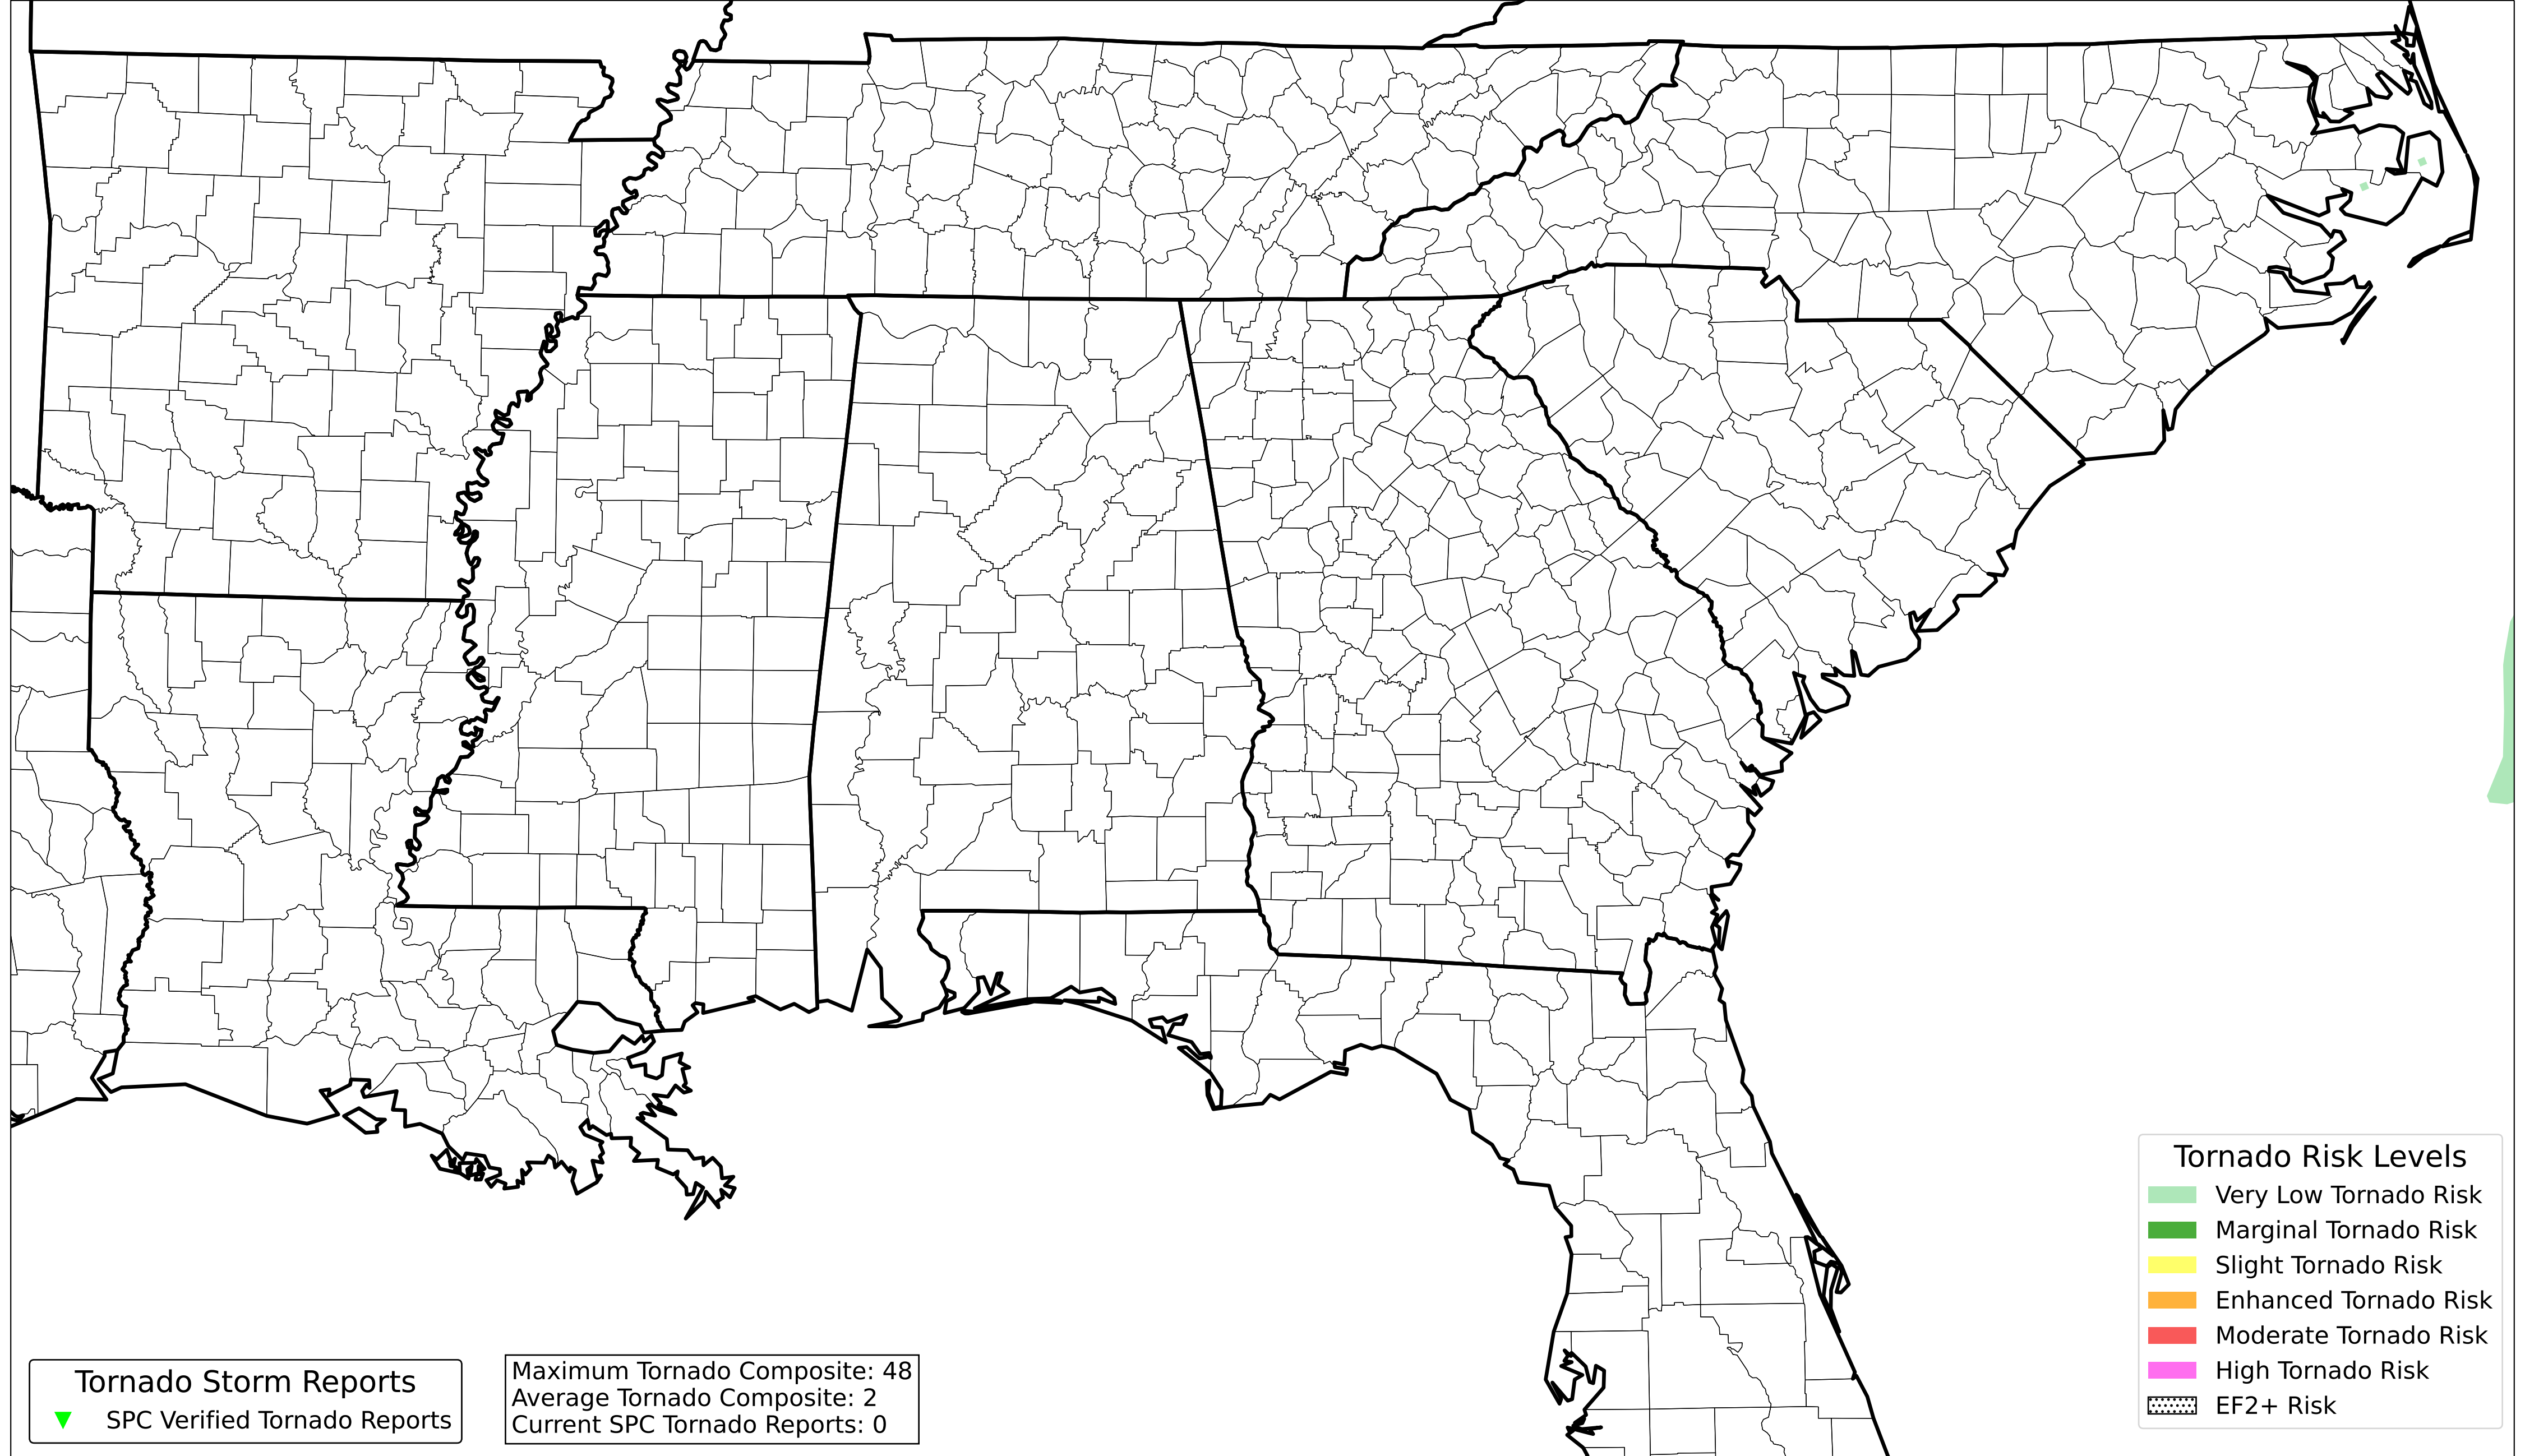 Tornado Storm Reports
SPC Verified Tornado Reports
Maximum Tornado Composite: 48
Average Tornado Composite: 2
Current SPC Tornado Reports: 0
Tornado Risk Levels
Very Low Tornado Risk
Marginal Tornado Risk
Slight Tornado Risk
Enhanced Tornado Risk
Moderate Tornado Risk
High Tornado Risk
EF2+ Risk